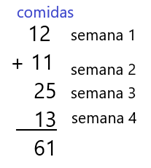 comidas
12 semana 1
+ 11 semana 2
25 semana 3
13 semana 4
61